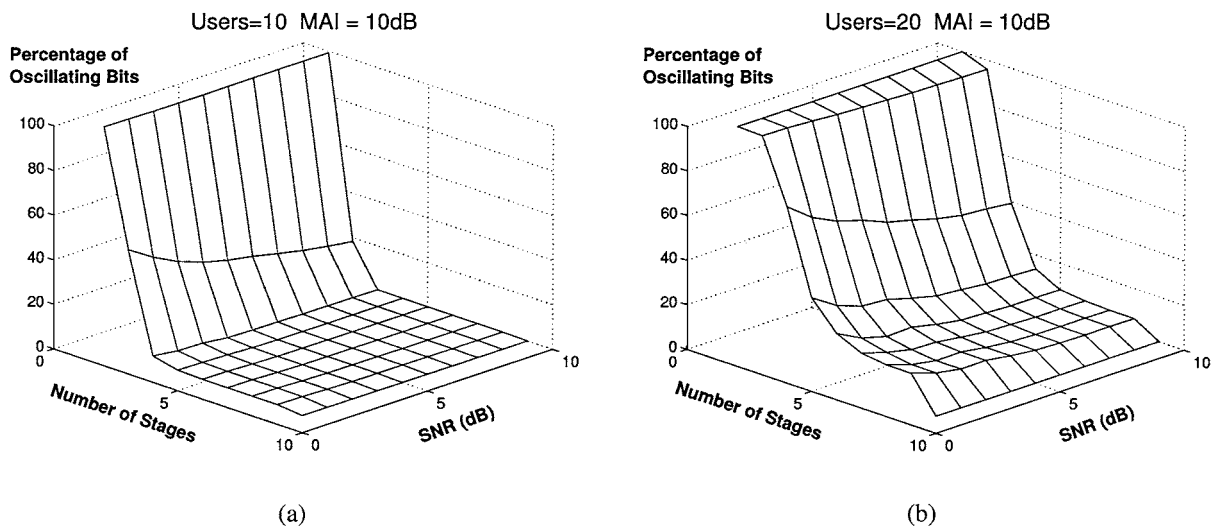 Users=10 MAI = 10dB
Percentage of
Oscillating Bits
100
80
60
40
20
0
0
5
10
Number of Stages
0
5
10
SNR (dB)
(a)
Users=20 MAI = 10dB
Percentage of
Oscillating Bits
100
80
60
40
20
0
0
5
10
Number of Stages
0
5
10
SNR (dB)
(b)